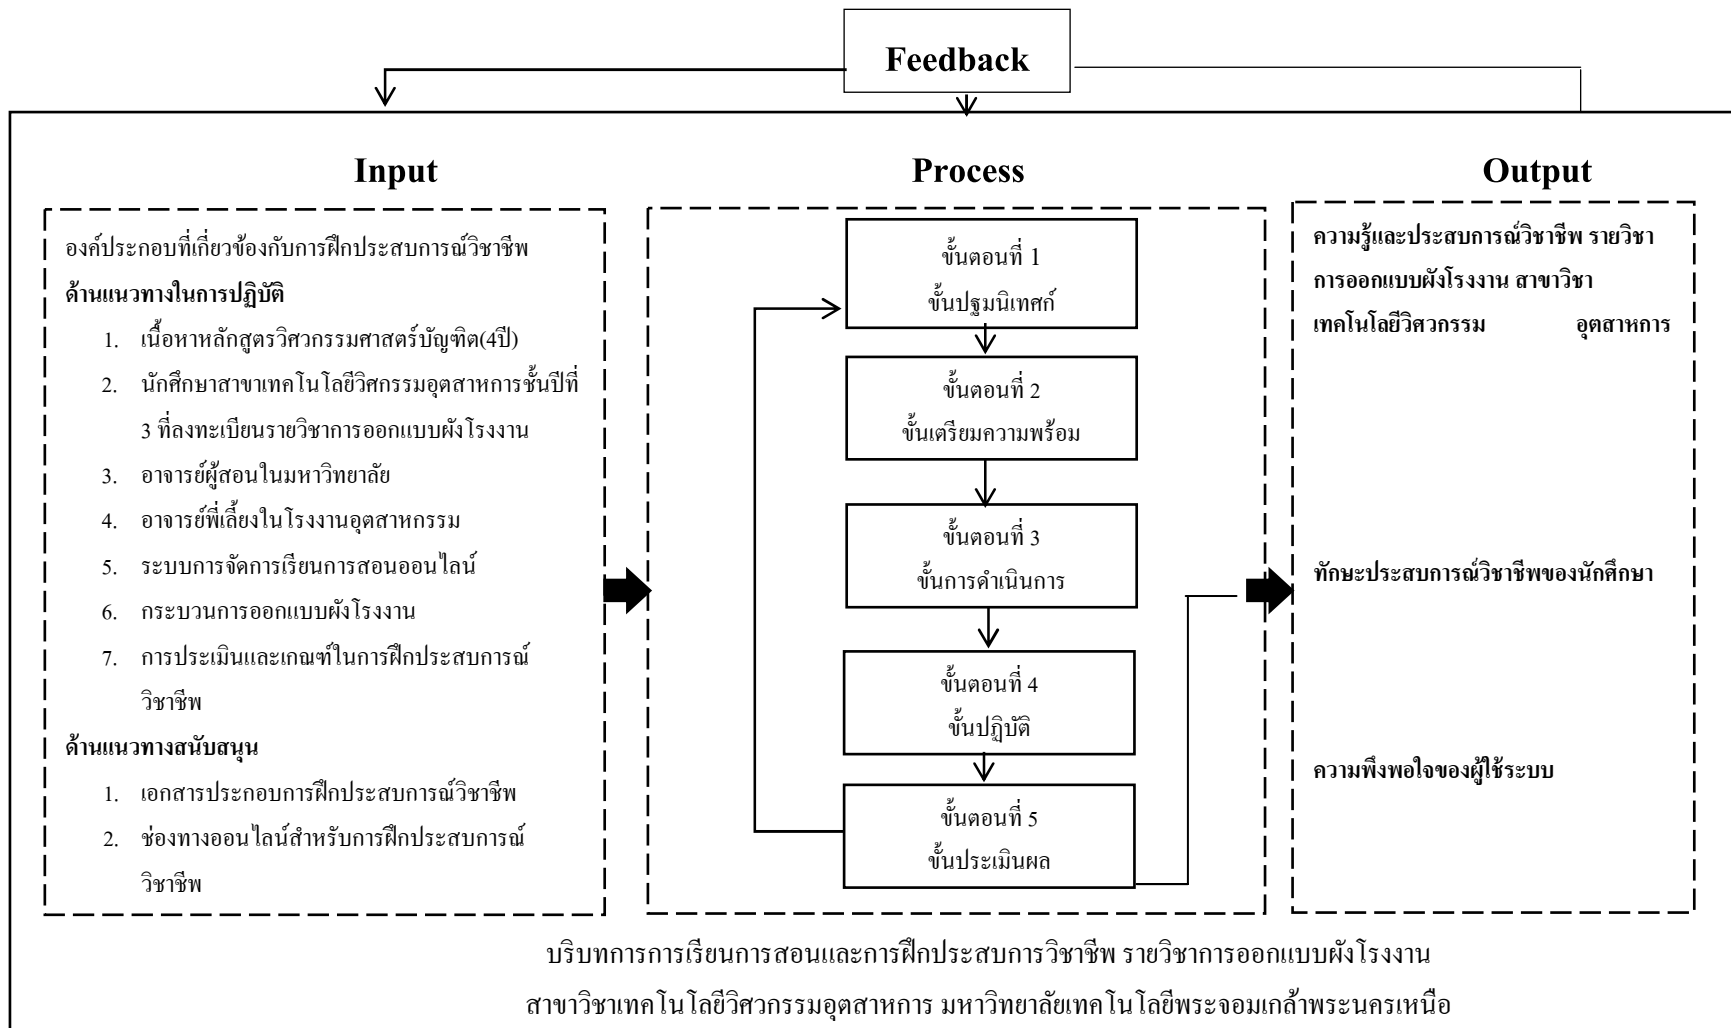 Feedback
Input
Process
Output
องค์ประกอบที่เกี่ยวข้องกับการฝึกประสบการณ์วิชาชีพ
ด้านแนวทางในการปฏิบัติ
1. เนื้อหาหลักสูตรวิศวกรรมศาสตร์บัญฑิต(4ปี)
2. นักศึกษาสาขาเทคโนโลยีวิศกรรมอุตสาหการชั้นปีที่
3 ที่ลงทะเบียนรายวิชาการออกแบบผังโรงงาน
3. อาจารย์ผู้สอนในมหาวิทยาลัย
4. อาจารย์พี่เลี้ยงในโรงงานอุตสาหกรรม
5. ระบบการจัดการเรียนการสอนออนไลน์
6. กระบวนการออกแบบผังโรงงาน
7. การประเมินและเกณฑ์ในการฝึกประสบการณ์
วิชาชีพ
ด้านแนวทางสนับสนุน
1. เอกสารประกอบการฝึกประสบการณ์วิชาชีพ
2. ช่องทางออนไลน์สำหรับการฝึกประสบการณ์
วิชาชีพ
ขั้นตอนที่ 1
ขั้นปฐมนิเทศก์
ขั้นตอนที่ 2
ขั้นเตรียมความพร้อม
ขั้นตอนที่ 3
ขั้นการดำเนินการ
ขั้นตอนที่ 4
ขั้นปฏิบัติ
ขั้นตอนที่ 5
ขั้นประเมินผล
ความรู้และประสบการณ์วิชาชีพ รายวิชา
การออกแบบผังโรงงาน สาขาวิชา
เทคโนโลยีวิศวกรรม อุตสาหการ
ทักษะประสบการณ์วิชาชีพของนักศึกษา
ความพึงพอใจของผู้ใช้ระบบ
บริบทการการเรียนการสอนและการฝึกประสบการวิชาชีพ รายวิชาการออกแบบผังโรงงาน
สาขาวิชาเทคโนโลยีวิศวกรรมอุตสาหการ มหาวิทยาลัยเทคโนโลยีพระจอมเกล้าพระนครเหนือ